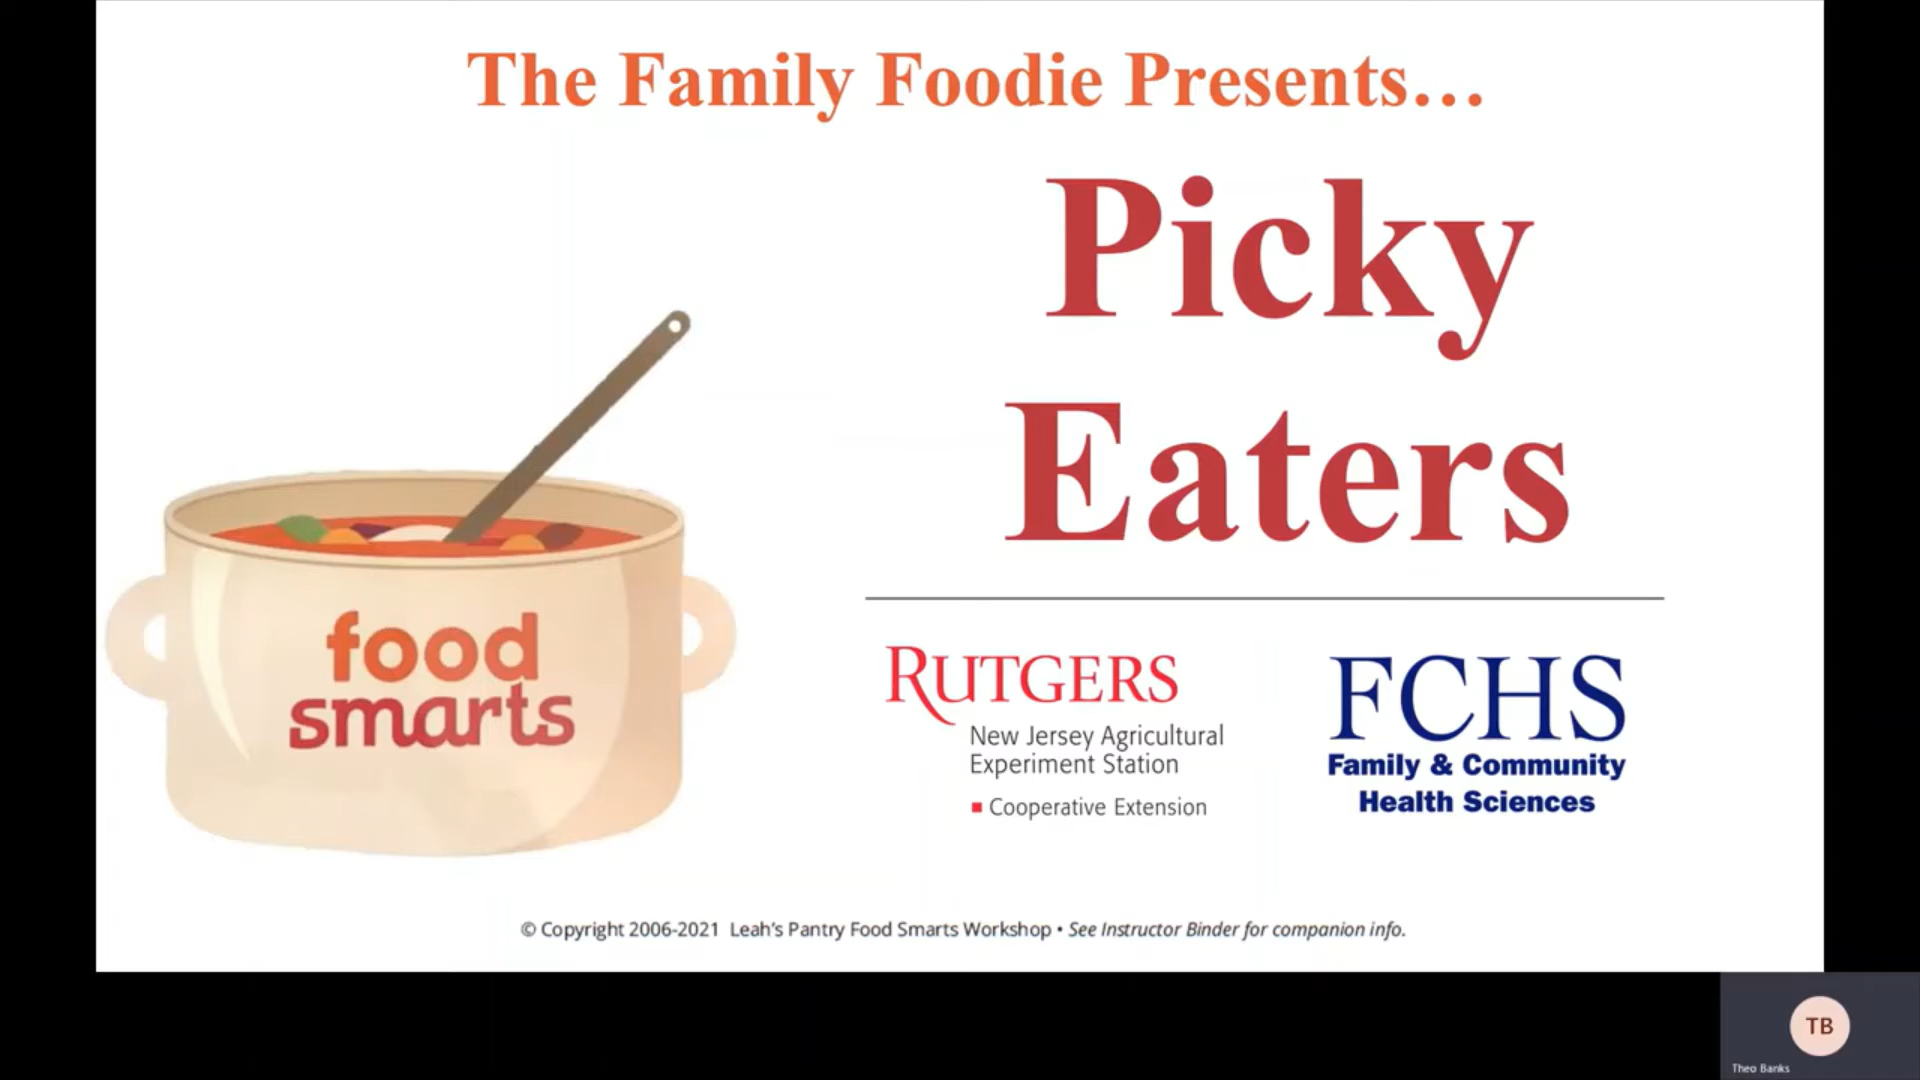 The Family Foodie Presents…
Picky
Eaters
food
smarts
RUTGERS
New Jersey Agricultural
Experiment Station
Cooperative Extension
FCHS
Family & Community
Health Sciences
© Copyright 2006-2021 Leah's Pantry Food Smarts Workshop • See Instructor Binder for companion info.
TB
Theo Banks